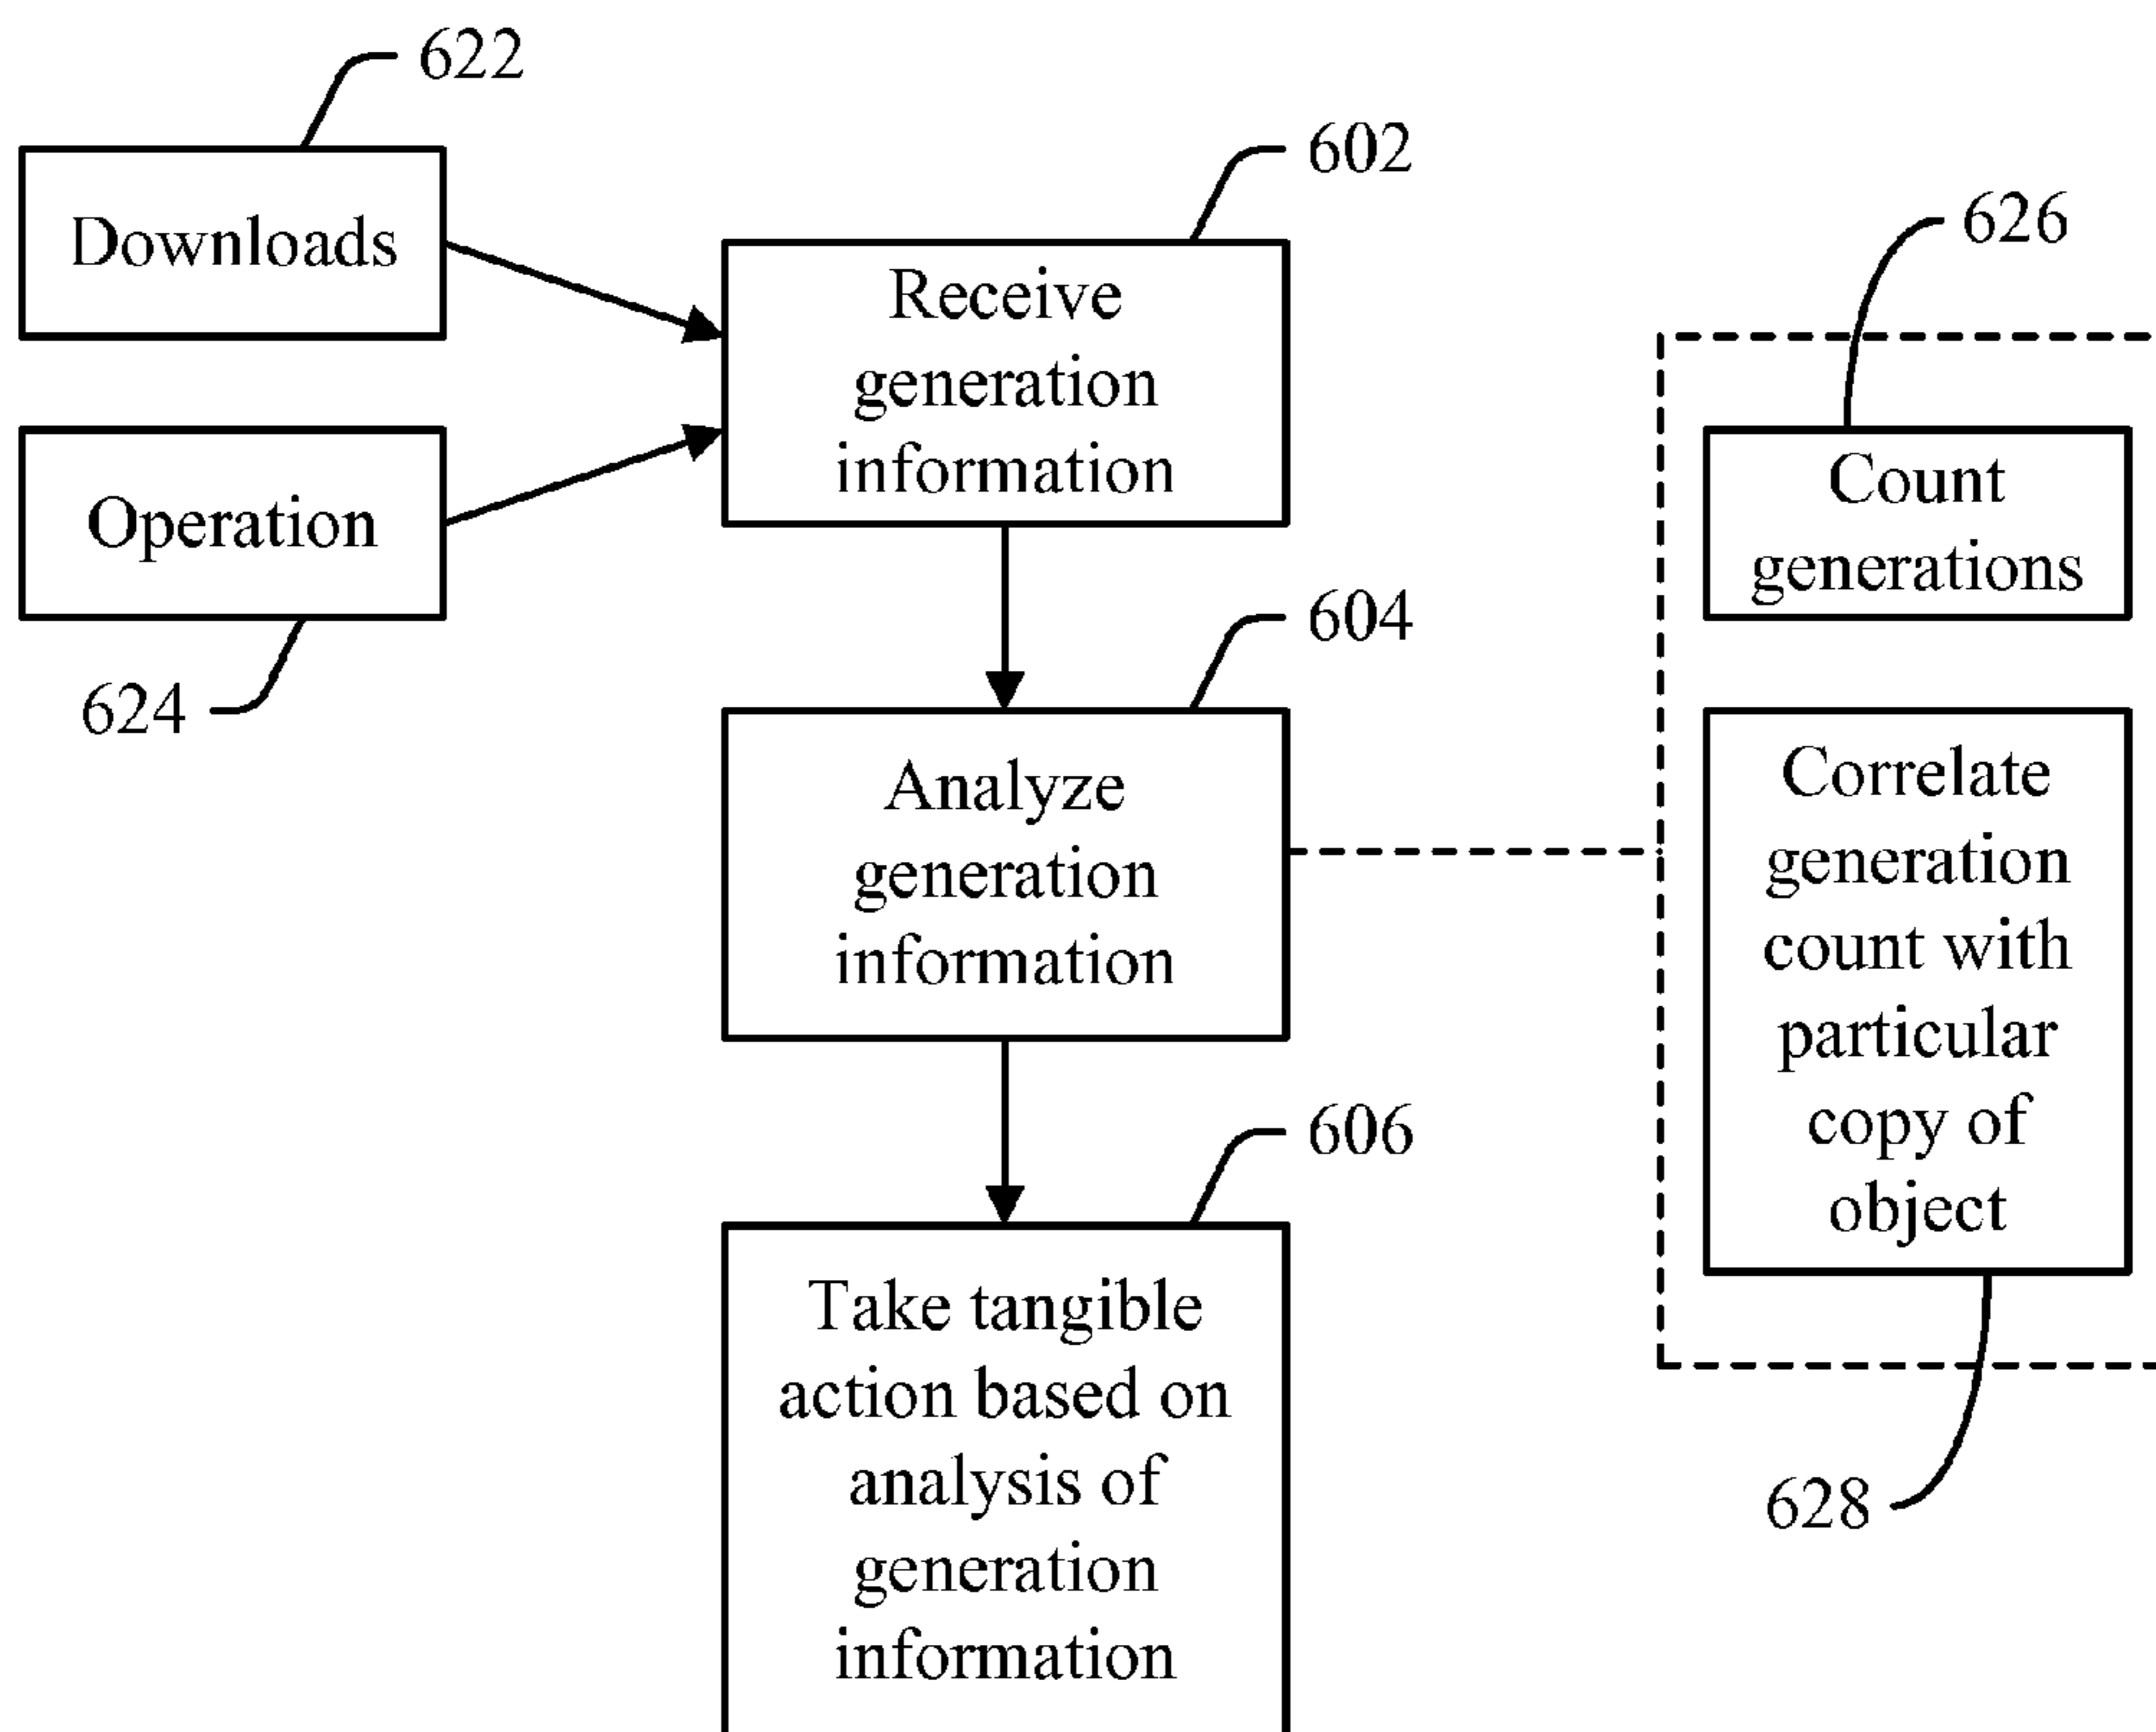 622
Downloads
Operation
624
602
Receive
generation
information
604
Analyze
generation
information
606
Take tangible
action based on
analysis of
generation
information
626
Count
generations
Correlate
generation
count with
particular
copy of
object
628